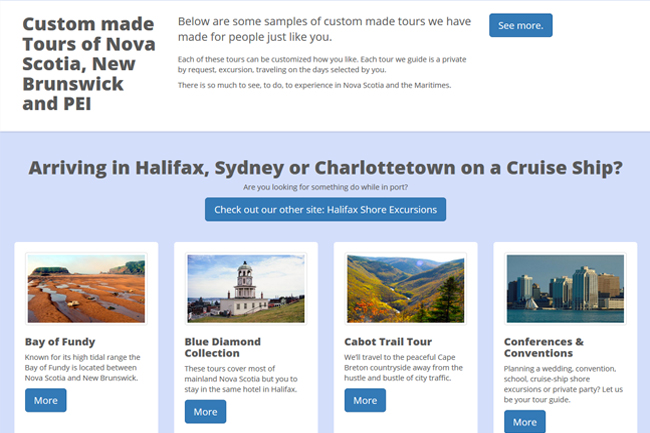 Custom made
Tours of Nova
Scotia, New
Brunswick
and PEI
Below are some samples of custom made tours we have
made for people just like you.
Each of these tours can be customized how you like. Each tour we guide is a private
by request, excursion, traveling on the days selected by you.
There is so much to see, to do, to experience in Nova Scotia and the Maritimes.
See more.
Arriving in Halifax, Sydney or Charlottetown on a Cruise Ship?
Are you looking for something do while in port?
Check out our other site: Halifax Shore Excursions
Bay of Fundy
Known for its high tidal range the
Bay of Fundy is located between
Nova Scotia and New Brunswick.
More
Blue Diamond
Collection
These tours cover most of
mainland Nova Scotia but you to
stay in the same hotel in Halifax.
More
Cabot Trail Tour
We'll travel to the peaceful Cape
Breton countryside away from the
hustle and bustle of city traffic.
More
Conferences &
Conventions
Planning a wedding, convention,
school, cruise-ship shore
excursions or private party? Let us
be your tour guide.
More